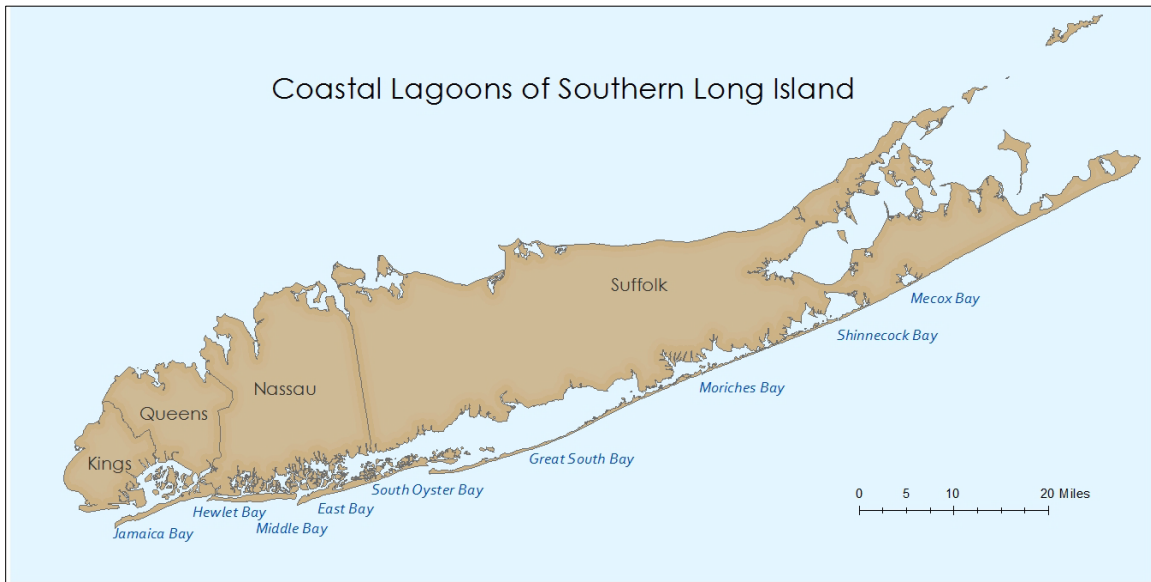 Coastal Lagoons of Southern Long Island
Suffolk
Mecox Bay
Shinnecock Bay
Moriches Bay
Nassau
Queens
Kings
Great South Bay
South Oyster Bay
East Bay
Hewlet Bay
Middle Bay
Jamaica Bay
0 5 10 20 Miles